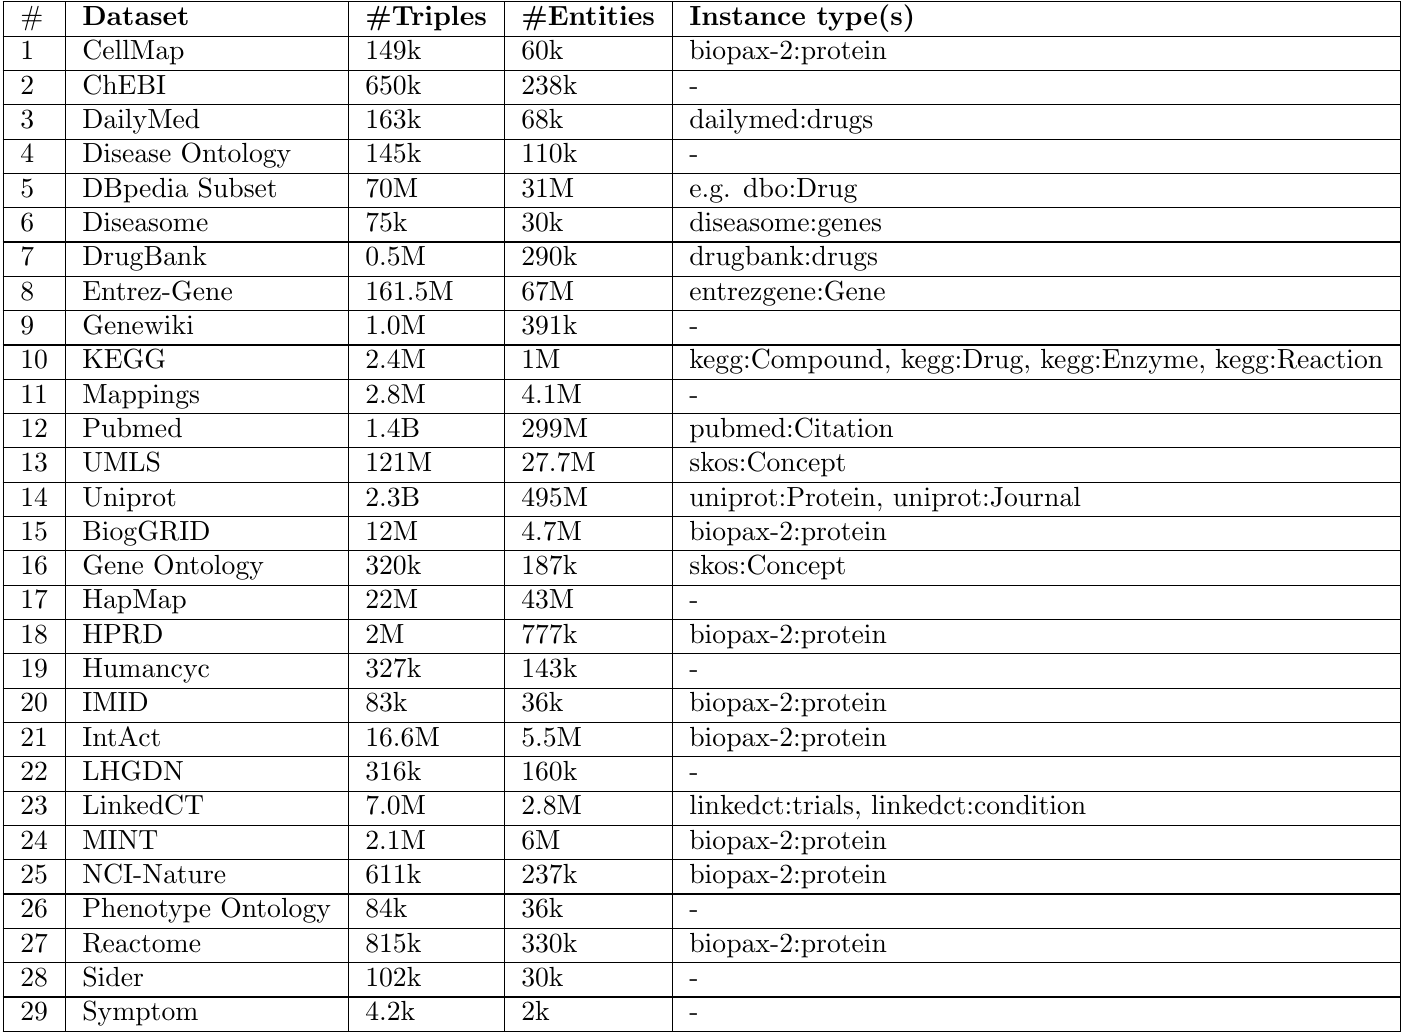 # Dataset #Triples #Entities Instance type(s)
1 CellMap 149k 60k biopax-2:protein
2 ChEBI 650k 238k -
3 DailyMed 163k 68k dailymed:drugs
4 Disease Ontology 145k 110k -
5 DBpedia Subset 70M 31M e.g. dbo:Drug
6 Diseasome 75k 30k diseasome:genes
7 DrugBank 0.5M 290k drugbank:drugs
8 Entrez-Gene 161.5M 67M entrezgene:Gene
9 Genewiki 1.0M 391k -
10 KEGG 2.4M 1M kegg:Compound, kegg:Drug, kegg:Enzyme, kegg:Reaction
11 Mappings 2.8M 4.1M -
12 Pubmed 1.4B 299M pubmed:Citation
13 UMLS 121M 27.7M skos:Concept
14 Uniprot 2.3B 495M uniprot:Protein, uniprot:Journal
15 BiogGRID 12M 4.7M biopax-2:protein
16 Gene Ontology 320k 187k skos:Concept
17 HapMap 22M 43M -
18 HPRD 2M 777k biopax-2:protein
19 Humancyc 327k 143k -
20 IMID 83k 36k biopax-2:protein
21 IntAct 16.6M 5.5M biopax-2:protein
22 LHGDN 316k 160k -
23 LinkedCT 7.0M 2.8M linkedct:trials, linkedct:condition
24 MINT 2.1M 6M biopax-2:protein
25 NCI-Nature 611k 237k biopax-2:protein
26 Phenotype Ontology 84k 36k -
27 Reactome 815k 330k biopax-2:protein
28 Sider 102k 30k -
29 Symptom 4.2k 2k -